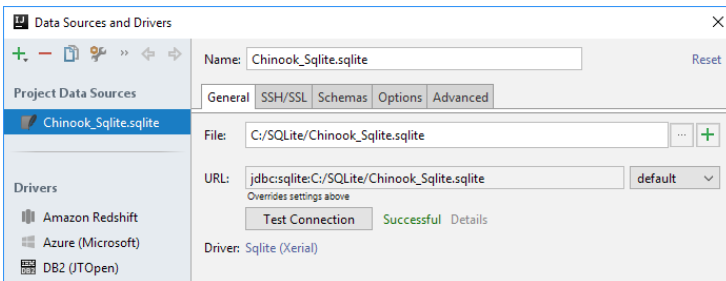 Data Sources and Drivers
Name: Chinook_Sqlite.sqlite Reset
Project Data Sources
Chinook_Sqlite.sqlite
General SSH/SSL Schemas Options Advanced
File: C:/SQLite/Chinook_Sqlite.sqlite ...
URL: jdbc:sqlite:C:/SQLite/Chinook_Sqlite.sqlite default
Overrides settings above
Test Connection Successful Details
Driver: Sqlite (Xerial)
Drivers
Amazon Redshift
Azure (Microsoft)
DB2 (JTOpen)